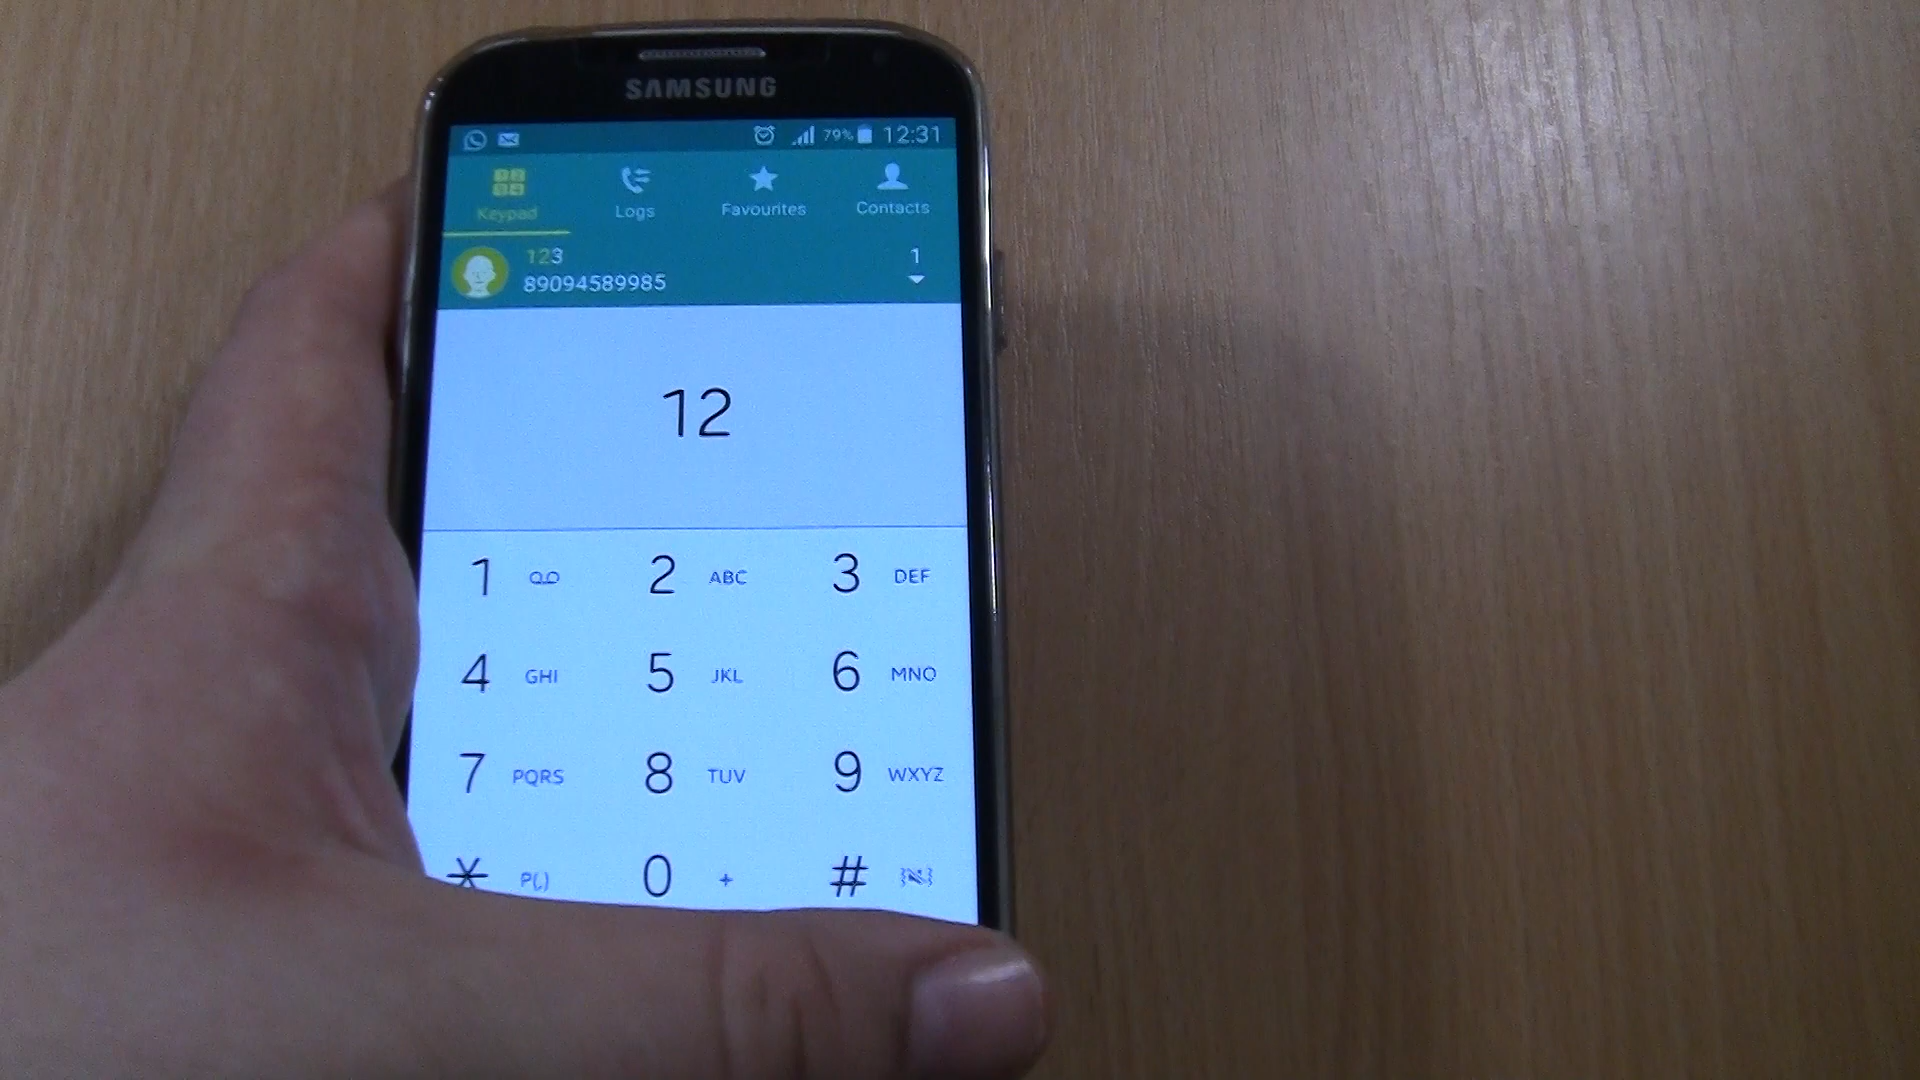 SAMSUNG
79% 12:31
Keypad Logs Favourites Contacts
123 1
89094589985
12
1 2 ABC 3 DEF
4 GHI 5 JKL 6 MNO
7 PQRS 8 TUV 9 WXYZ
* P(,) 0 + #